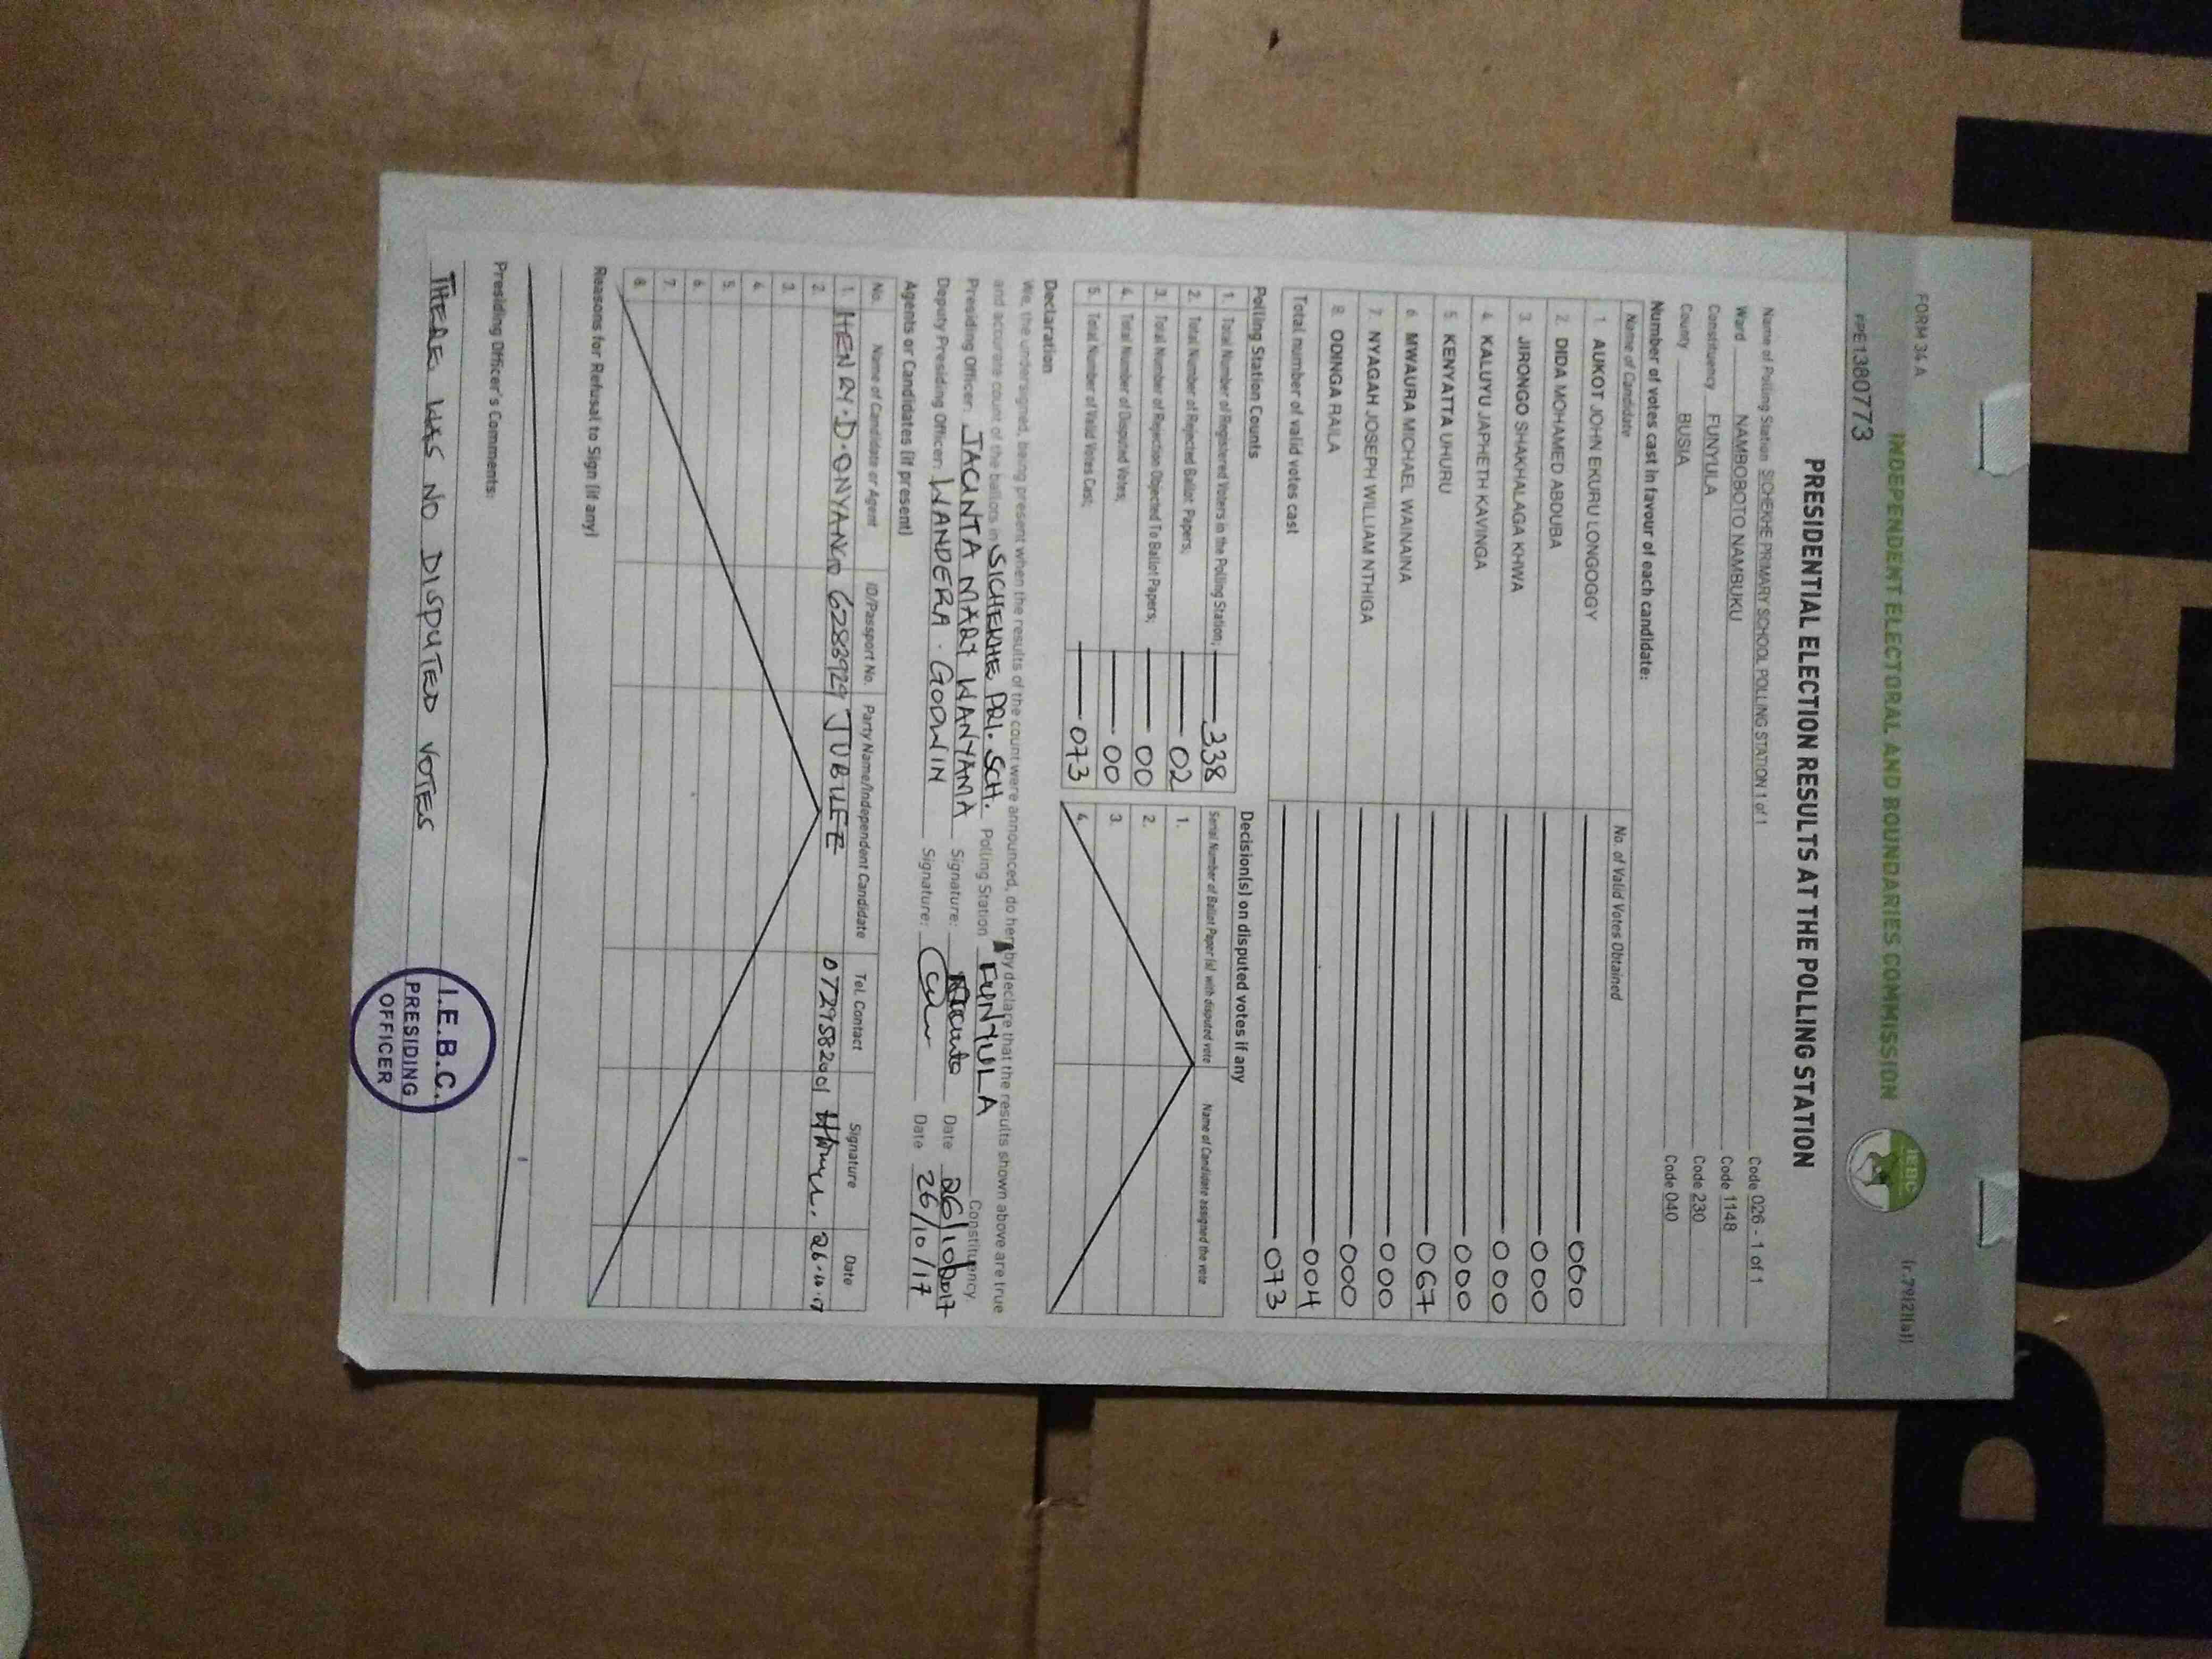 FORM 34 A
(r.79(2)(a))
INDEPENDENT ELECTORAL AND BOUNDARIES COMMISSION
IEBC
PPE1380773
PRESIDENTIAL ELECTION RESULTS AT THE POLLING STATION
Name of Polling Station SICHEKHE PRIMARY SCHOOL POLLING STATION 1 of 1 Code 026 - 1 of 1
Ward NAMBOBOTO NAMBUKU Code 1148
Constituency FUNYULA Code 230
County BUSIA Code 040
Number of votes cast in favour of each candidate:
Name of Candidate No. of Valid Votes Obtained
1. AUKOT JOHN EKURU LONGOGGY 000
2. DIDA MOHAMED ABDUBA 000
3. JIRONGO SHAKHALAGA KHWA 000
4. KALUYU JAPHETH KAVINGA 000
5. KENYATTA UHURU 067
6. MWAURA MICHAEL WAINAINA 000
7. NYAGAH JOSEPH WILLIAM NTHIGA 000
8. ODINGA RAILA 004
Total number of valid votes cast 073
Polling Station Counts
1. Total Number of Registered Voters in the Polling Station; 338
2. Total Number of Rejected Ballot Papers; 02
3. Total Number of Rejection Objected To Ballot Papers; 00
4. Total Number of Disputed Votes; 00
5. Total Number of Valid Votes Cast; 073
Decision(s) on disputed votes if any
Serial Number of Ballot Paper (s) with disputed vote Name of Candidate assigned the vote
1.
2.
3.
4.
Declaration
We, the undersigned, being present when the results of the count were announced, do hereby declare that the results shown above are true
and accurate count of the ballots in SICHEKHE PRI. SCH. Polling Station FUNYULA Constituency
Presiding Officer: JACINTA MARY WANYAMA Signature: Date 26/10/2017
Deputy Presiding Officer: WANDERA. GODWIN Signature: Date 26/10/17
Agents or Candidates (if present)
No. Name of Candidate or Agent ID/Passport No. Party Name/Independent Candidate Tel. Contact Signature Date
1. HENRY.D.ONYANGO 6283929 JUBILEE 0729582001 26.10.17
2.
3.
4.
5.
6.
7.
8.
Reasons for Refusal to Sign (if any)
Presiding Officer's Comments:
THERE WAS NO DISPUTED VOTES
I.E.B.C.
PRESIDING
OFFICER